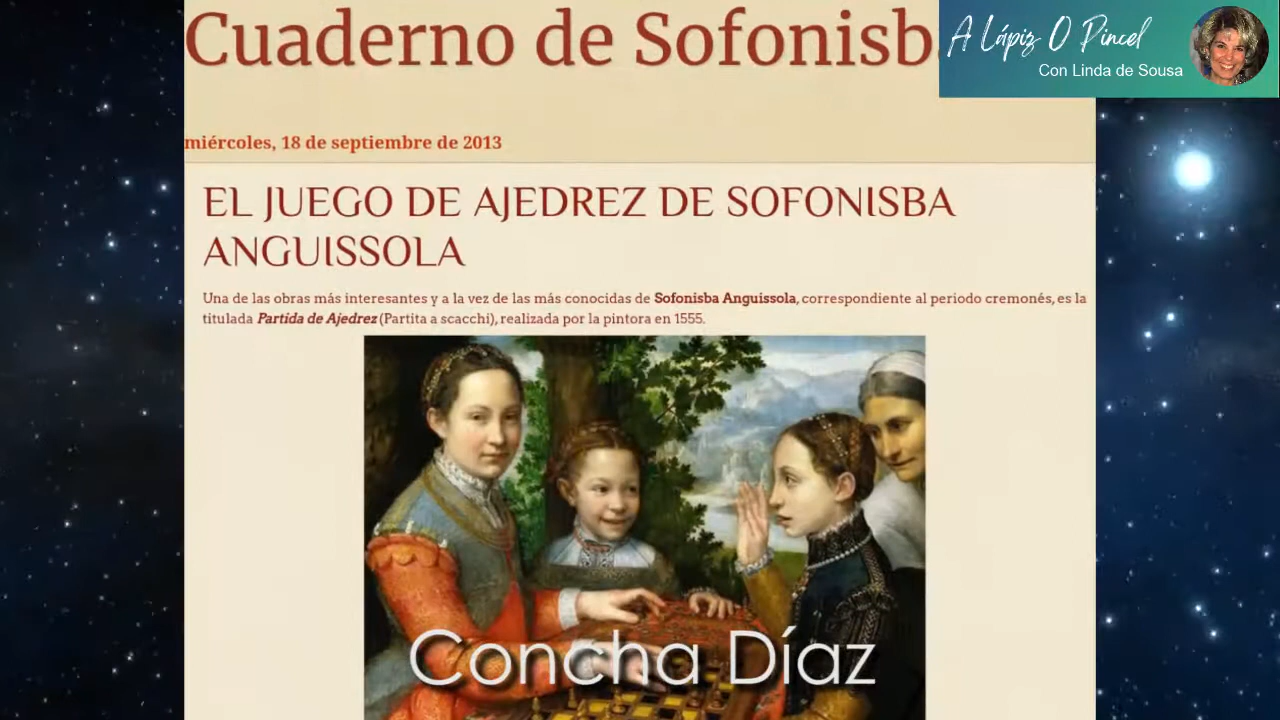 Cuaderno de Sofonisb
A Lápiz O Pincel
Con Linda de Sousa
miércoles, 18 de septiembre de 2013
EL JUEGO DE AJEDREZ DE SOFONISBA
ANGUISSOLA
Una de las obras más interesantes y a la vez de las más conocidas de Sofonisba Anguissola, correspondiente al periodo cremonés, es la
titulada Partida de Ajedrez (Partita a scacchi), realizada por la pintora en 1555.
Concha Díaz